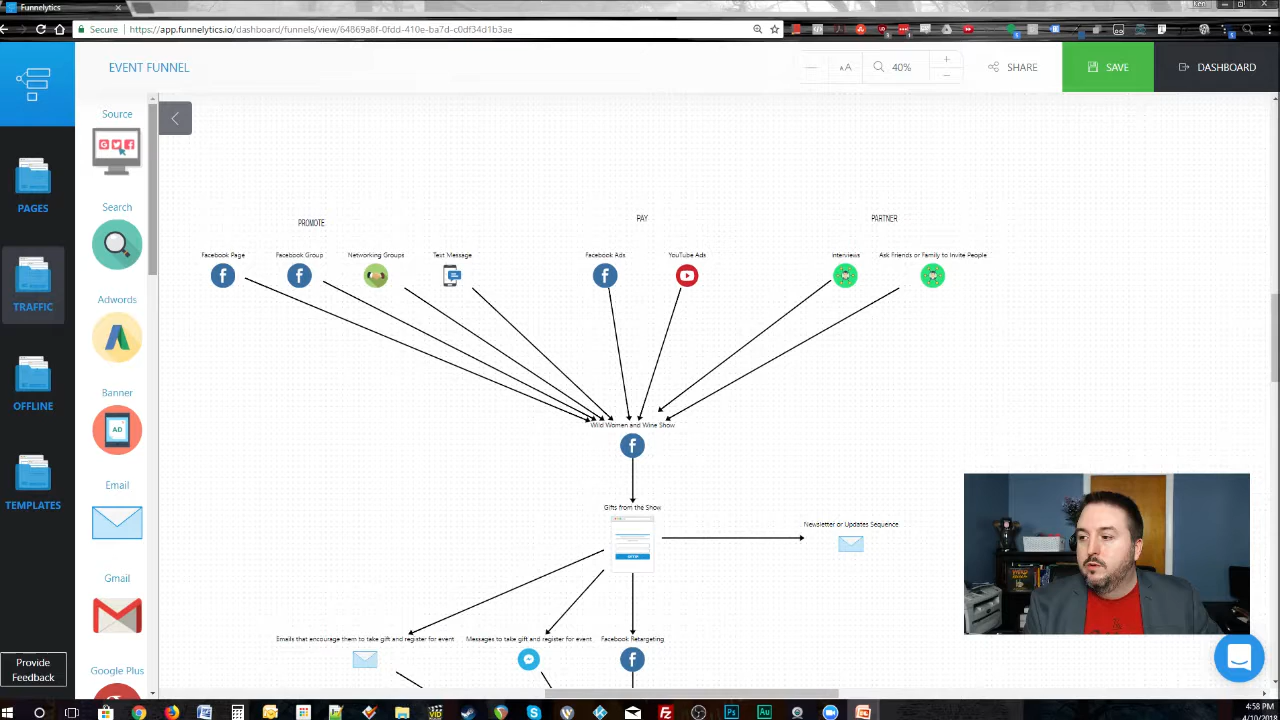 Funnelytics
Ken
Secure
https://app.funnelytics.io/dashboard/funnels/view/64869a8f-0fdd-410e-ba7d-c0df34d1b3ae
EVENT FUNNEL
AA
40%
SHARE
SAVE
DASHBOARD
PAGES
TRAFFIC
OFFLINE
TEMPLATES
Provide
Feedback
Source
Search
Adwords
Banner
AD
Email
Gmail
Google Plus
PROMOTE
PAY
PARTNER
Facebook Page
Facebook Group
Networking Groups
Text Message
Facebook Ads
YouTube Ads
Interviews
Ask Friends or Family to Invite People
Wild Women and Wine Show
Gifts from the Show
Newsletter or Updates Sequence
Emails that encourage them to take gift and register for event
Messages to take gift and register for event
Facebook Retargeting
4:58 PM